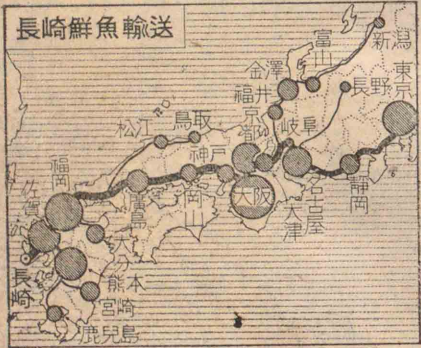 長崎鮮魚輸送
新潟
富山
金澤
長野
東京
福井
京都
岐阜
鳥取
松江
神戸
福岡
佐賀
廣島
岡山
大阪
大津
名古屋
静岡
大分
長崎
熊本
宮崎
鹿児島